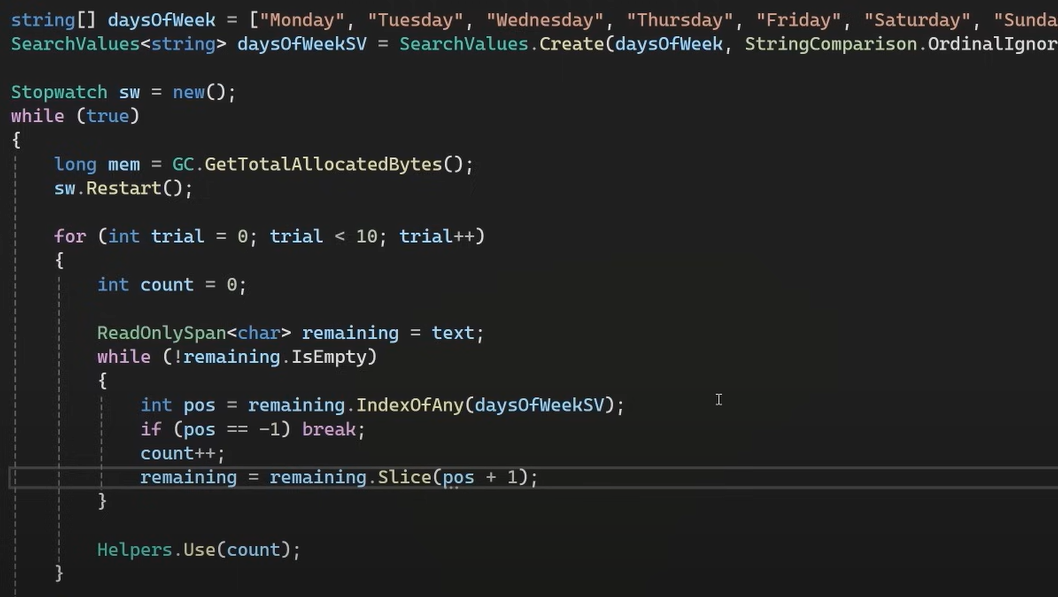 string[] daysOfWeek = ["Monday", "Tuesday", "Wednesday", "Thursday", "Friday", "Saturday", "Sunda
SearchValues<string> daysOfWeekSV = SearchValues.Create(daysOfWeek, StringComparison.OrdinalIgnor
Stopwatch sw = new();
while (true)
{
long mem = GC.GetTotalAllocatedBytes();
sw.Restart();
for (int trial = 0; trial < 10; trial++)
{
int count = 0;
ReadOnlySpan<char> remaining = text;
while (!remaining.IsEmpty)
{
int pos = remaining.IndexOfAny(daysOfWeekSV);
if (pos == -1) break;
count++;
remaining = remaining.Slice(pos + 1);
}
Helpers.Use(count);
}